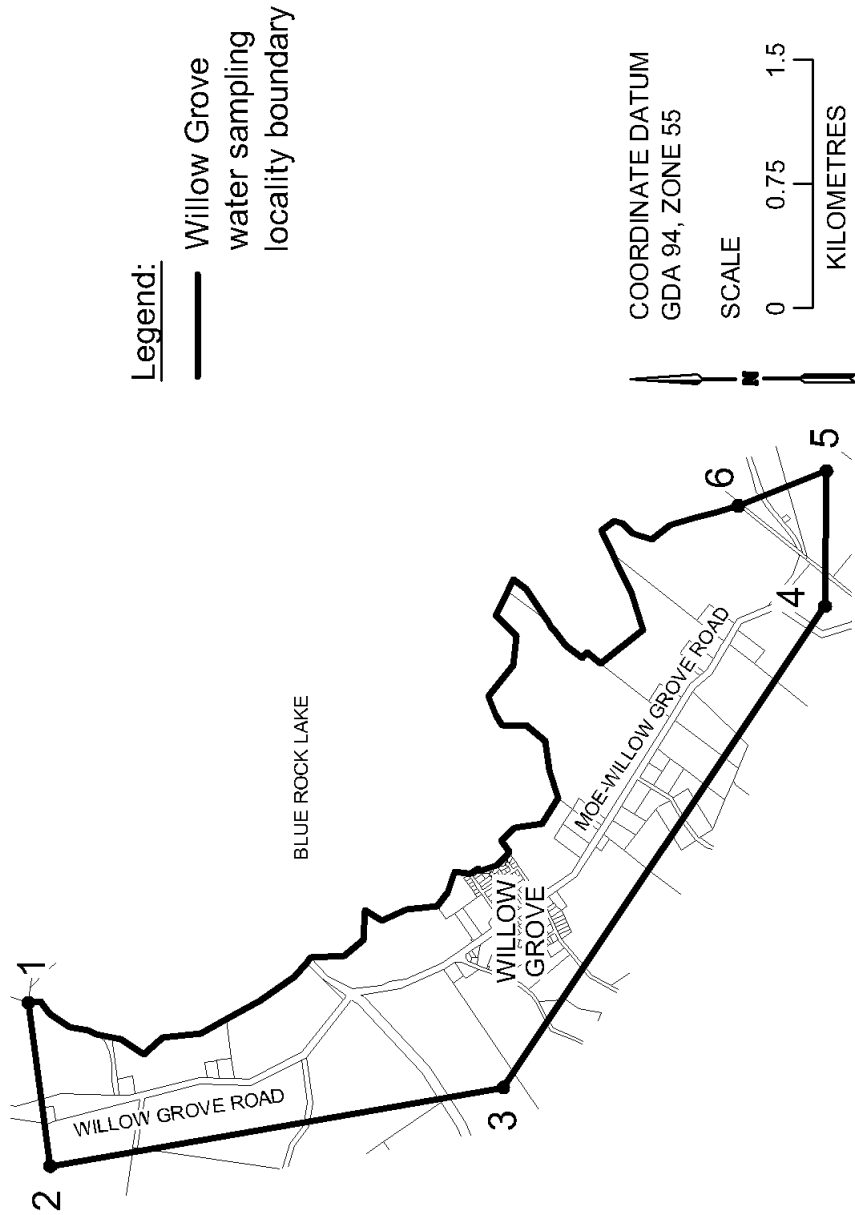 Legend:
Willow Grove
water sampling
locality boundary
1
2
3
4
5
6
WILLOW GROVE ROAD
BLUE ROCK LAKE
WILLOW
GROVE
MOE-WILLOW GROVE ROAD
COORDINATE DATUM
GDA 94, ZONE 55
SCALE
0 0.75 1.5
KILOMETRES
N